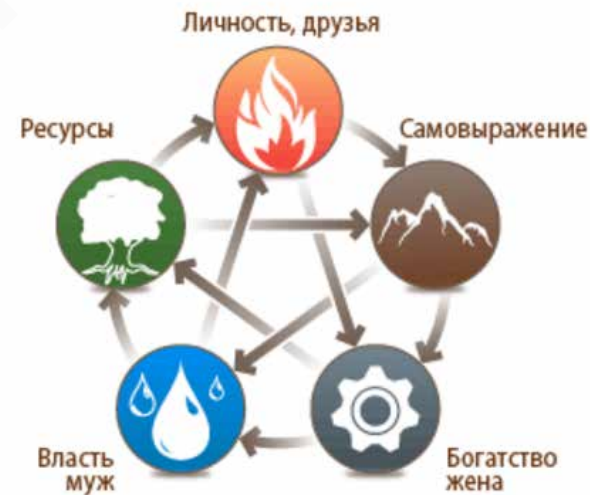 Личность, друзья
Ресурсы
Самовыражение
Власть
муж
Богатство
жена